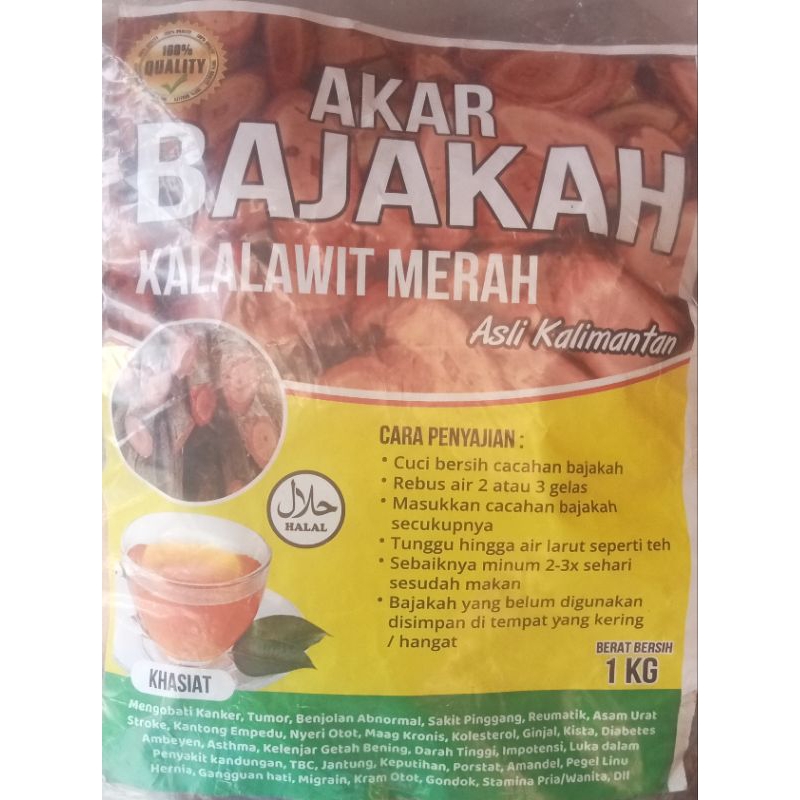 100%
QUALITY
AKAR
BAJAKAH
KALALAWIT MERAH
Asli Kalimantan
CARA PENYAJIAN :
• Cuci bersih cacahan bajakah
• Rebus air 2 atau 3 gelas
• Masukkan cacahan bajakah
secukupnya
• Tunggu hingga air larut seperti teh
• Sebaiknya minum 2-3x sehari
sesudah makan
• Bajakah yang belum digunakan
disimpan di tempat yang kering
/ hangat
حلال
HALAL
BERAT BERSIH
1 KG
KHASIAT
Mengobati Kanker, Tumor, Benjolan Abnormal, Sakit Pinggang, Reumatik, Asam Urat
Stroke, Kantong Empedu, Nyeri Otot, Maag Kronis, Kolesterol, Ginjal, Kista, Diabetes
Ambeyen, Asthma, Kelenjar Getah Bening, Darah Tinggi, Impotensi, Luka dalam
Penyakit kandungan, TBC, Jantung, Keputihan, Porstat, Amandel, Pegel Linu
Hernia, Gangguan hati, Migrain, Kram Otot, Gondok, Stamina Pria/Wanita, Dll